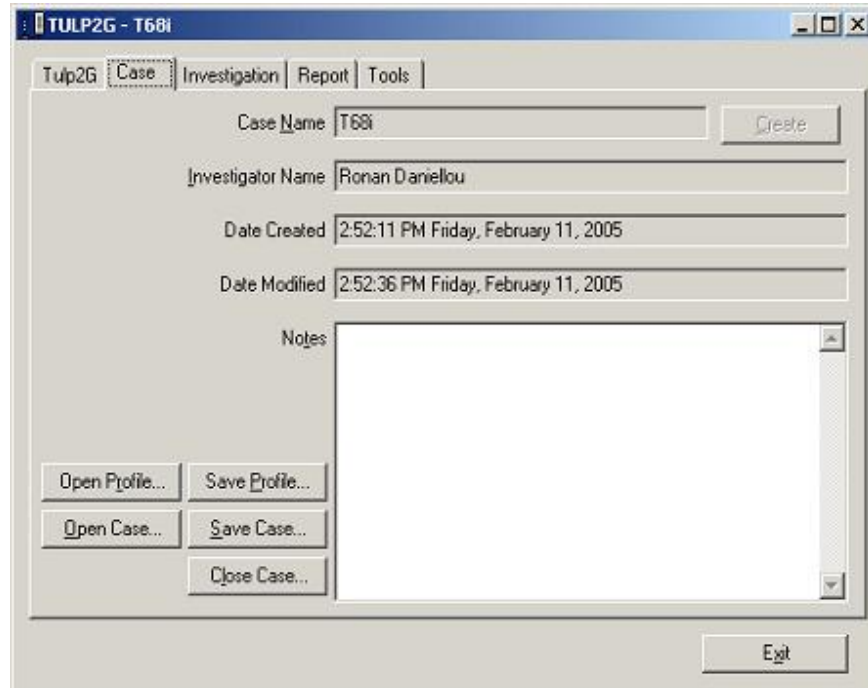 TULP2G - T68i
Tulp2G Case Investigation Report Tools
Case Name T68i Create
Investigator Name Ronan Daniellou
Date Created 2:52:11 PM Friday, February 11, 2005
Date Modified 2:52:36 PM Friday, February 11, 2005
Notes
Open Profile... Save Profile...
Open Case... Save Case...
Close Case...
Exit